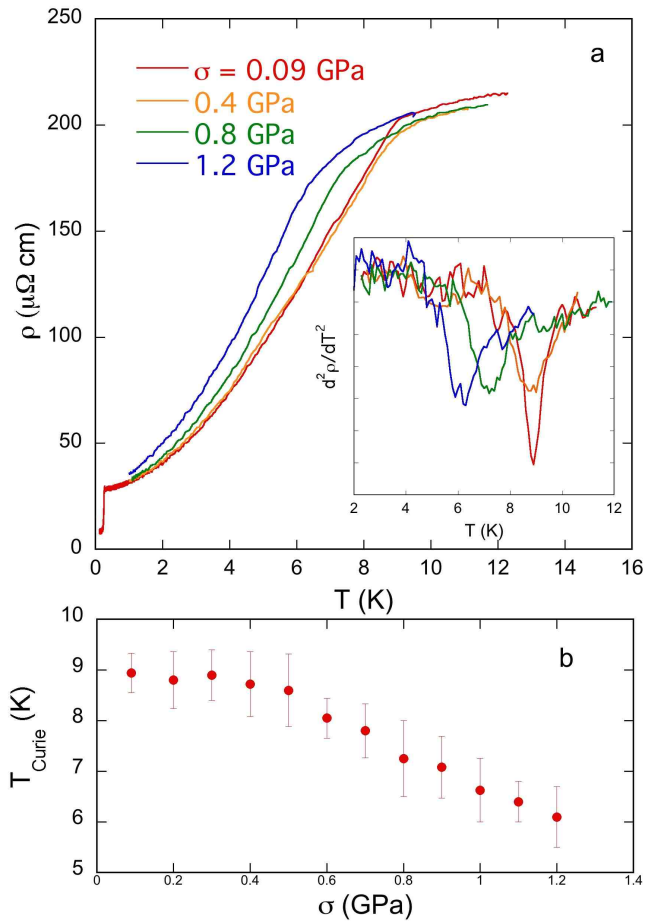 a
250
200
150
100
50
0
ρ (μΩ cm)
σ = 0.09 GPa
0.4 GPa
0.8 GPa
1.2 GPa
d²ρ/dT²
2 4 6 8 10 12
T (K)
0 2 4 6 8 10 12 14 16
T (K)
b
10
9
8
7
6
5
T_Curie (K)
0 0.2 0.4 0.6 0.8 1 1.2 1.4
σ (GPa)